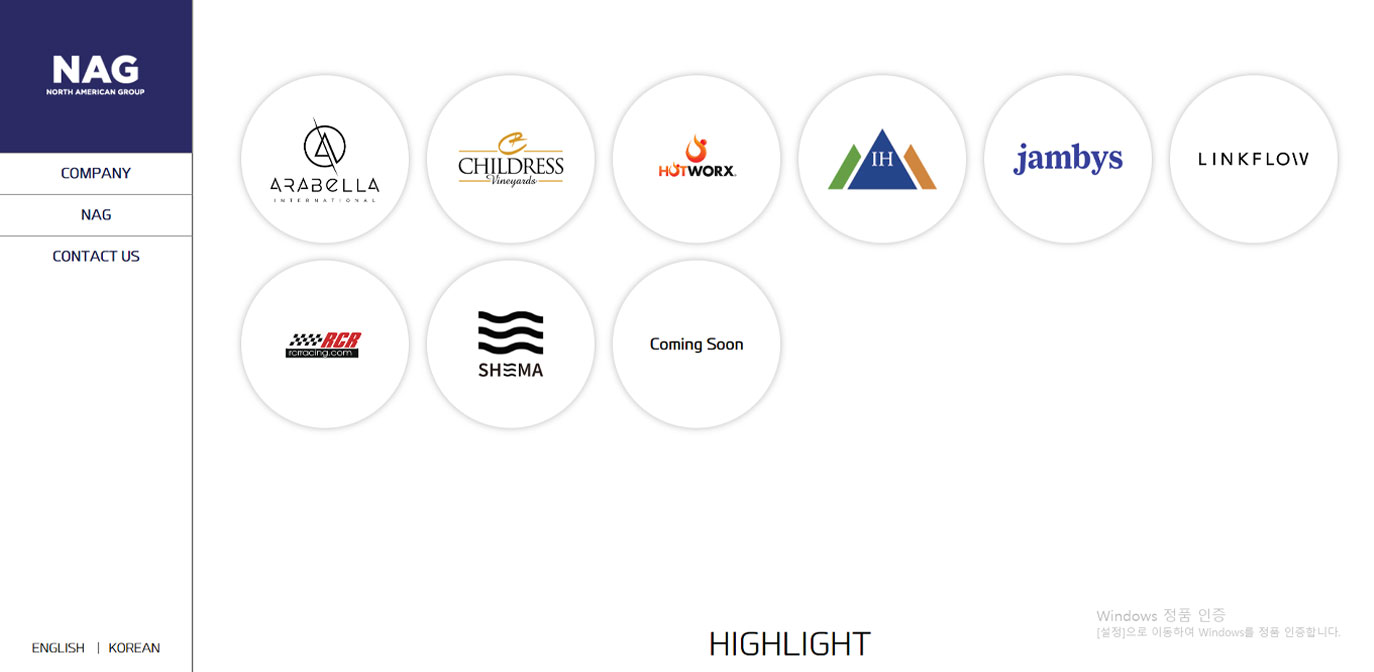 NAG
NORTH AMERICAN GROUP
COMPANY
NAG
CONTACT US
ARABELLA
INTERNATIONAL
CHILDRESS
Vineyards
HOTWORX
IH
jambys
LINKFLOW
RCR
rcrracing.com
SHEMA
Coming Soon
HIGHLIGHT
Windows 정품 인증
[설정]으로 이동하여 Windows를 정품 인증합니다.
ENGLISH | KOREAN